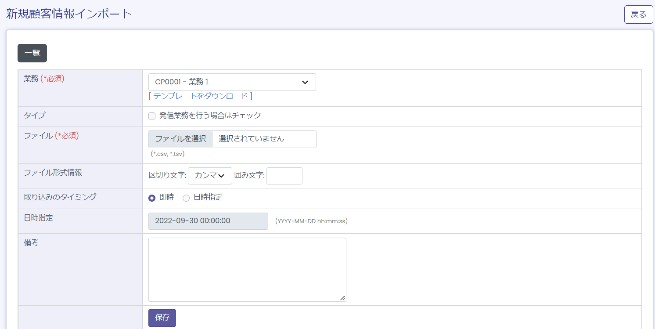 新規顧客情報インポート
戻る
一覧
業務 (*必須)
CP0001 - 業務 1
[ テンプレートをダウンロード ]
タイプ
発信業務を行う場合はチェック
ファイル (*必須)
ファイルを選択 選択されていません
(*.csv, *.tsv)
ファイル形式情報
区切り文字: カンマ 囲み文字:
取り込みのタイミング
即時 日時指定
日時指定
2022-09-30 00:00:00 (YYYY-MM-DD hh:mm:ss)
備考
保存